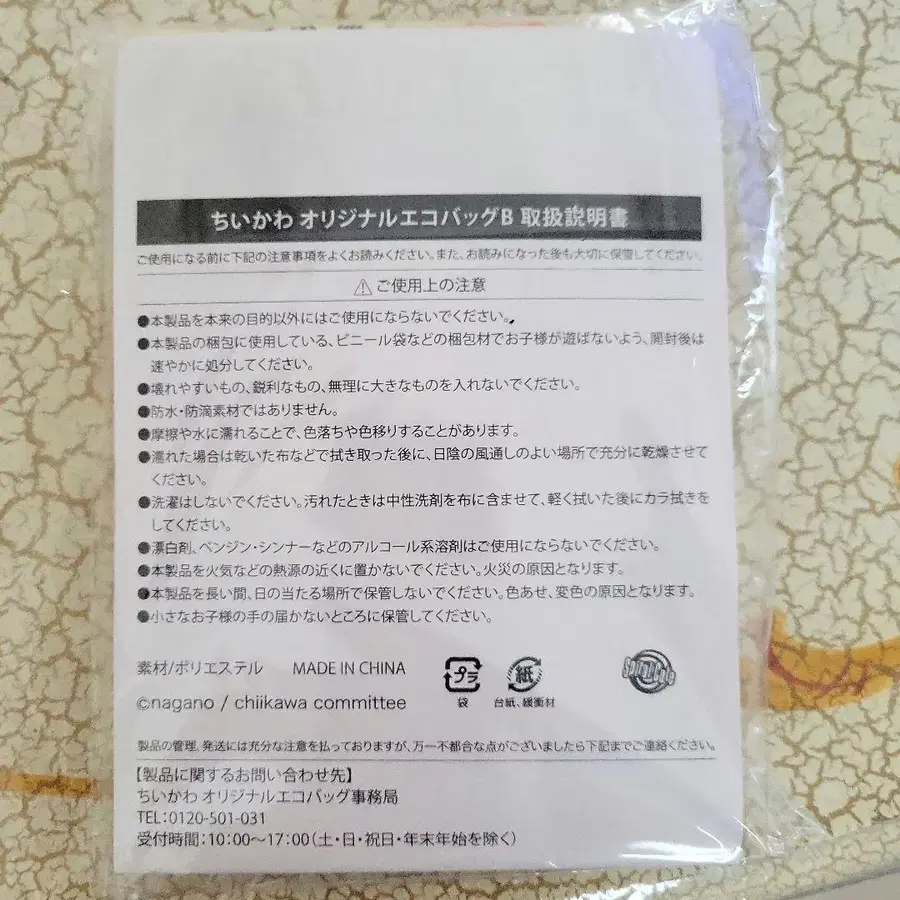 ちいかわ オリジナルエコバッグB 取扱説明書
ご使用になる前に下記の注意事項をよくお読みください。また、お読みになった後も大切に保管してください。
⚠ご使用上の注意
●本製品を本来の目的以外にはご使用にならないでください。
●本製品の梱包に使用している、ビニール袋などの梱包材でお子様が遊ばないよう、開封後は
速やかに処分してください。
●壊れやすいもの、鋭利なもの、無理に大きなものを入れないでください。
●防水・防滴素材ではありません。
●摩擦や水に濡れることで、色落ちや色移りすることがあります。
●濡れた場合は乾いた布などで拭き取った後に、日陰の風通しのよい場所で充分に乾燥させて
ください。
●洗濯はしないでください。汚れたときは中性洗剤を布に含ませて、軽く拭いた後にカラ拭きを
してください。
●漂白剤、ベンジン・シンナーなどのアルコール系溶剤はご使用にならないでください。
●本製品を火気などの熱源の近くに置かないでください。火災の原因となります。
●本製品を長い間、日の当たる場所で保管しないでください。色あせ、変色の原因となります。
●小さなお子様の手の届かないところに保管してください。
素材/ポリエステル MADE IN CHINA
プラ 紙
袋 台紙、緩衝材
©nagano / chiikawa committee
製品の管理、発送には充分な注意を払っておりますが、万一不都合な点がございましたら下記までご連絡ください。
【製品に関するお問い合わせ先】
ちいかわ オリジナルエコバッグ事務局
TEL:0120-501-031
受付時間:10:00〜17:00(土・日・祝日・年末年始を除く)